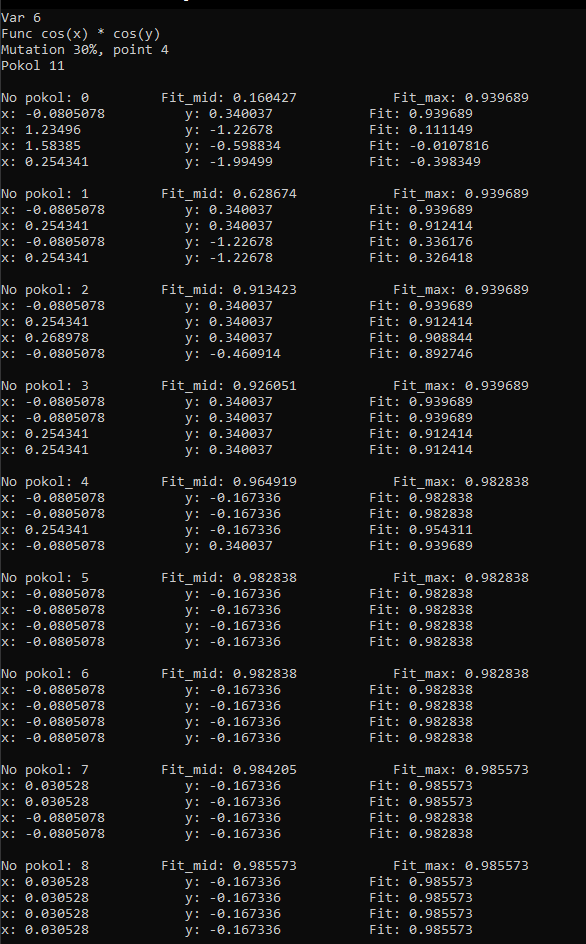 Var 6
Func cos(x) * cos(y)
Mutation 30%, point 4
Pokol 11
No pokol: 0 Fit_mid: 0.160427 Fit_max: 0.939689
x: -0.0805078 y: 0.340037 Fit: 0.939689
x: 1.23496 y: -1.22678 Fit: 0.111149
x: 1.58385 y: -0.598834 Fit: -0.0107816
x: 0.254341 y: -1.99499 Fit: -0.398349
No pokol: 1 Fit_mid: 0.628674 Fit_max: 0.939689
x: -0.0805078 y: 0.340037 Fit: 0.939689
x: 0.254341 y: 0.340037 Fit: 0.912414
x: -0.0805078 y: -1.22678 Fit: 0.336176
x: 0.254341 y: -1.22678 Fit: 0.326418
No pokol: 2 Fit_mid: 0.913423 Fit_max: 0.939689
x: -0.0805078 y: 0.340037 Fit: 0.939689
x: 0.254341 y: 0.340037 Fit: 0.912414
x: 0.268978 y: 0.340037 Fit: 0.908844
x: -0.0805078 y: -0.460914 Fit: 0.892746
No pokol: 3 Fit_mid: 0.926051 Fit_max: 0.939689
x: -0.0805078 y: 0.340037 Fit: 0.939689
x: -0.0805078 y: 0.340037 Fit: 0.939689
x: 0.254341 y: 0.340037 Fit: 0.912414
x: 0.254341 y: 0.340037 Fit: 0.912414
No pokol: 4 Fit_mid: 0.964919 Fit_max: 0.982838
x: -0.0805078 y: -0.167336 Fit: 0.982838
x: -0.0805078 y: -0.167336 Fit: 0.982838
x: 0.254341 y: -0.167336 Fit: 0.954311
x: -0.0805078 y: 0.340037 Fit: 0.939689
No pokol: 5 Fit_mid: 0.982838 Fit_max: 0.982838
x: -0.0805078 y: -0.167336 Fit: 0.982838
x: -0.0805078 y: -0.167336 Fit: 0.982838
x: -0.0805078 y: -0.167336 Fit: 0.982838
x: -0.0805078 y: -0.167336 Fit: 0.982838
No pokol: 6 Fit_mid: 0.982838 Fit_max: 0.982838
x: -0.0805078 y: -0.167336 Fit: 0.982838
x: -0.0805078 y: -0.167336 Fit: 0.982838
x: -0.0805078 y: -0.167336 Fit: 0.982838
x: -0.0805078 y: -0.167336 Fit: 0.982838
No pokol: 7 Fit_mid: 0.984205 Fit_max: 0.985573
x: 0.030528 y: -0.167336 Fit: 0.985573
x: 0.030528 y: -0.167336 Fit: 0.985573
x: -0.0805078 y: -0.167336 Fit: 0.982838
x: -0.0805078 y: -0.167336 Fit: 0.982838
No pokol: 8 Fit_mid: 0.985573 Fit_max: 0.985573
x: 0.030528 y: -0.167336 Fit: 0.985573
x: 0.030528 y: -0.167336 Fit: 0.985573
x: 0.030528 y: -0.167336 Fit: 0.985573
x: 0.030528 y: -0.167336 Fit: 0.985573